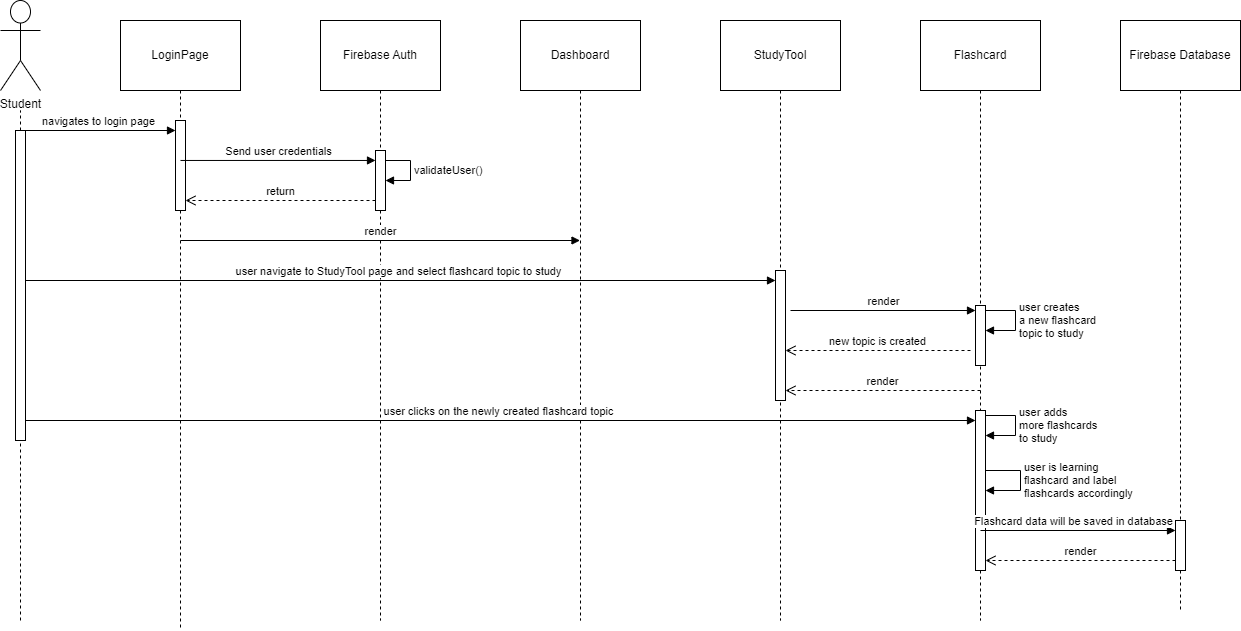 LoginPage
Firebase Auth
Dashboard
StudyTool
Flashcard
Firebase Database
Student
navigates to login page
Send user credentials
validateUser()
return
render
user navigate to StudyTool page and select flashcard topic to study
render
user creates
a new flashcard
topic to study
new topic is created
render
user clicks on the newly created flashcard topic
user adds
more flashcards
to study
user is learning
flashcard and label
flashcards accordingly
Flashcard data will be saved in database
render